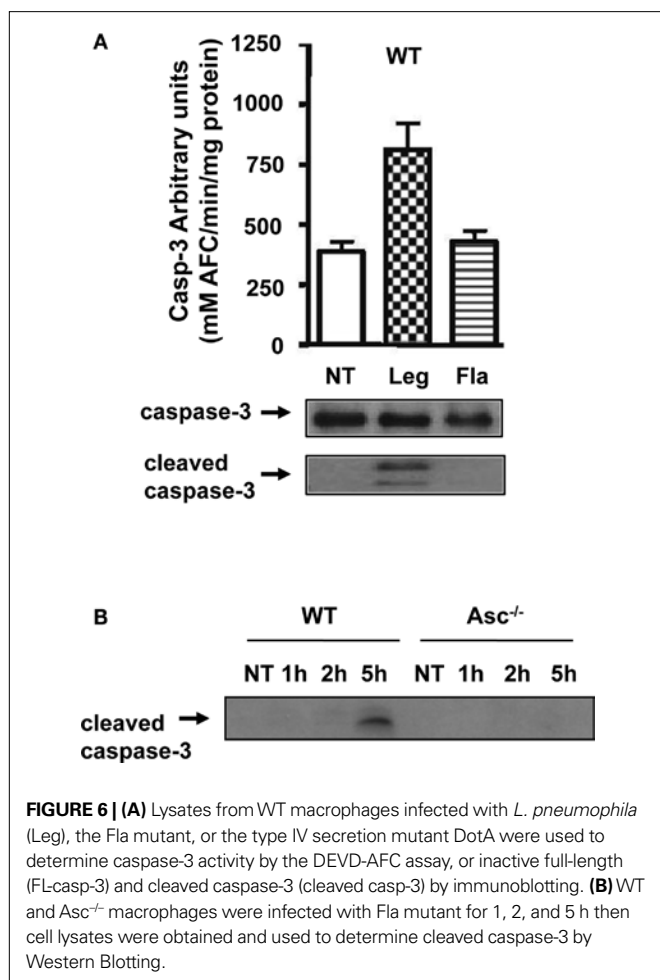 A
1250
WT
1000
750
500
250
0
Casp-3 Arbitrary units
(mM AFC/min/mg protein)
NT Leg Fla
caspase-3
cleaved
caspase-3
B
WT Asc-/-
NT 1h 2h 5h NT 1h 2h 5h
cleaved
caspase-3
FIGURE 6 | (A) Lysates from WT macrophages infected with L. pneumophila
(Leg), the Fla mutant, or the type IV secretion mutant DotA were used to
determine caspase-3 activity by the DEVD-AFC assay, or inactive full-length
(FL-casp-3) and cleaved caspase-3 (cleaved casp-3) by immunoblotting. (B) WT
and Asc–/– macrophages were infected with Fla mutant for 1, 2, and 5 h then
cell lysates were obtained and used to determine cleaved caspase-3 by
Western Blotting.